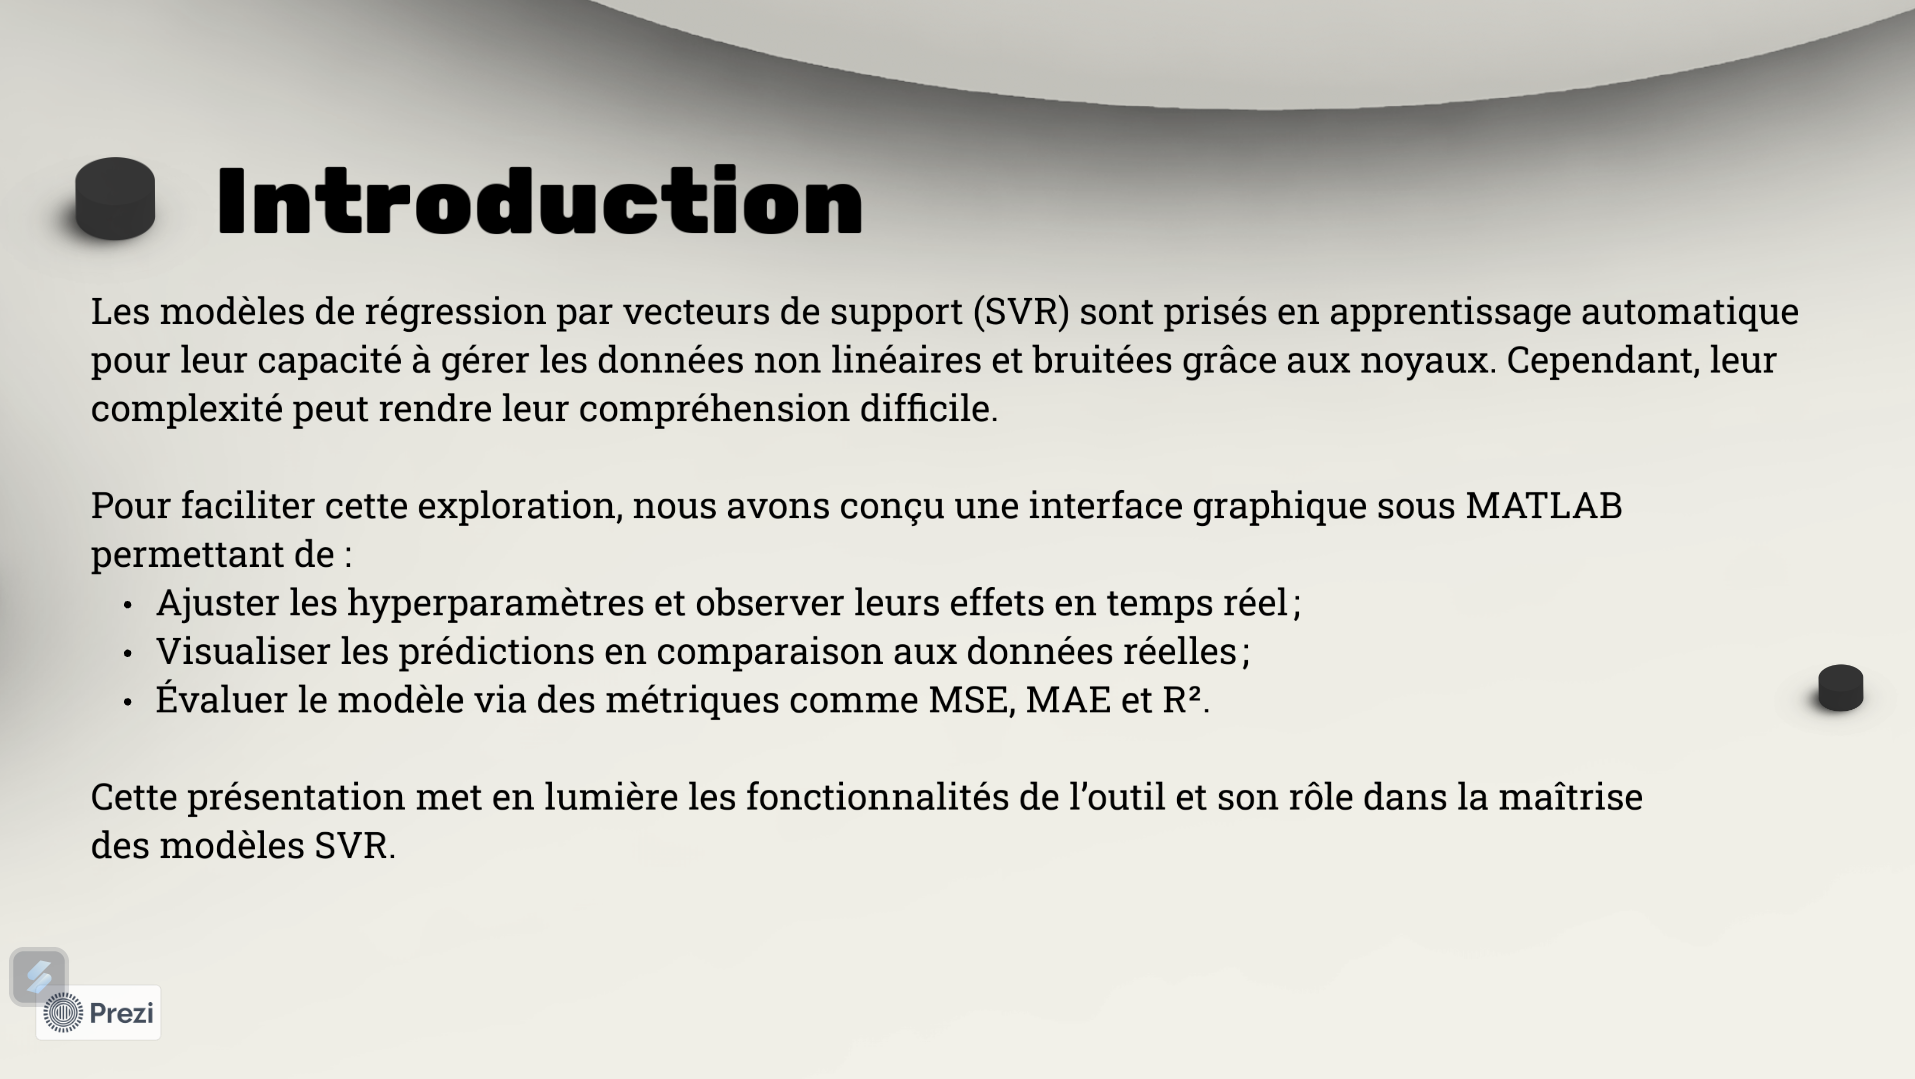 Introduction
Les modèles de régression par vecteurs de support (SVR) sont prisés en apprentissage automatique
pour leur capacité à gérer les données non linéaires et bruitées grâce aux noyaux. Cependant, leur
complexité peut rendre leur compréhension difficile.
Pour faciliter cette exploration, nous avons conçu une interface graphique sous MATLAB
permettant de :
• Ajuster les hyperparamètres et observer leurs effets en temps réel ;
• Visualiser les prédictions en comparaison aux données réelles ;
• Évaluer le modèle via des métriques comme MSE, MAE et R².
Cette présentation met en lumière les fonctionnalités de l’outil et son rôle dans la maîtrise
des modèles SVR.
Prezi